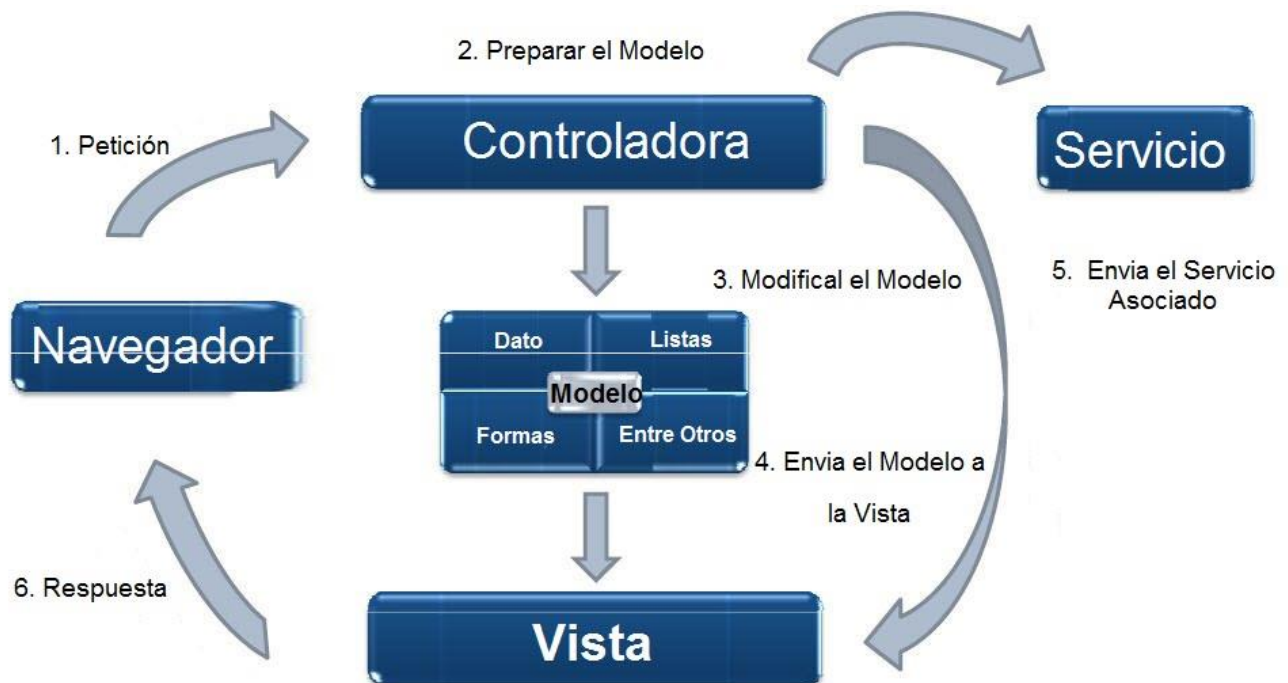 2. Preparar el Modelo
Controladora
1. Petición
Servicio
3. Modifical el Modelo
5. Envia el Servicio
Asociado
Navegador
Dato
Listas
Modelo
Formas
Entre Otros
4. Envia el Modelo a
la Vista
6. Respuesta
Vista